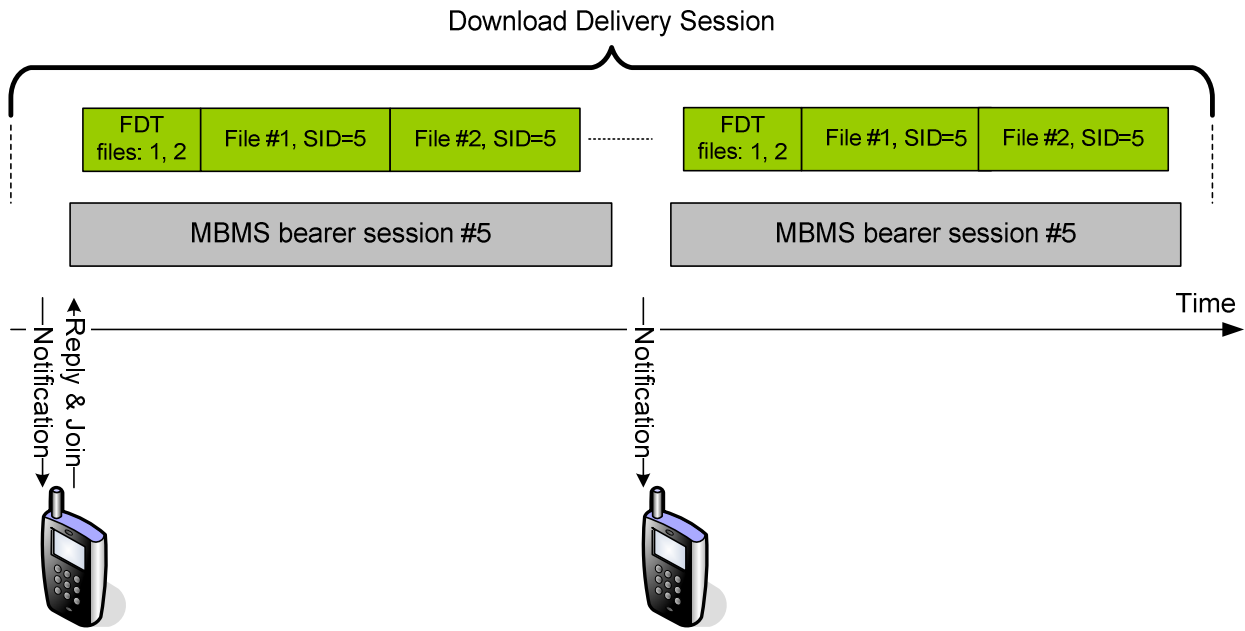 Download Delivery Session
FDT
files: 1, 2
File #1, SID=5
File #2, SID=5
FDT
files: 1, 2
File #1, SID=5
File #2, SID=5
MBMS bearer session #5
MBMS bearer session #5
Time
Notification
Reply & Join
Notification